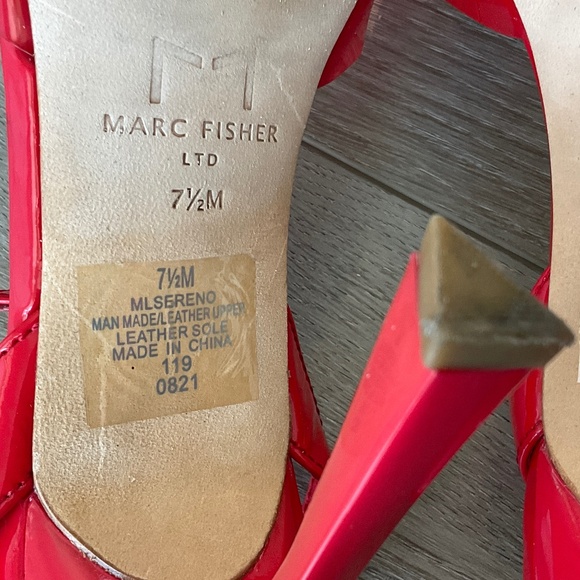 MARC FISHER
LTD
7½M
7½M
MLSERENO
MAN MADE/LEATHER UPPER
LEATHER SOLE
MADE IN CHINA
119
0821